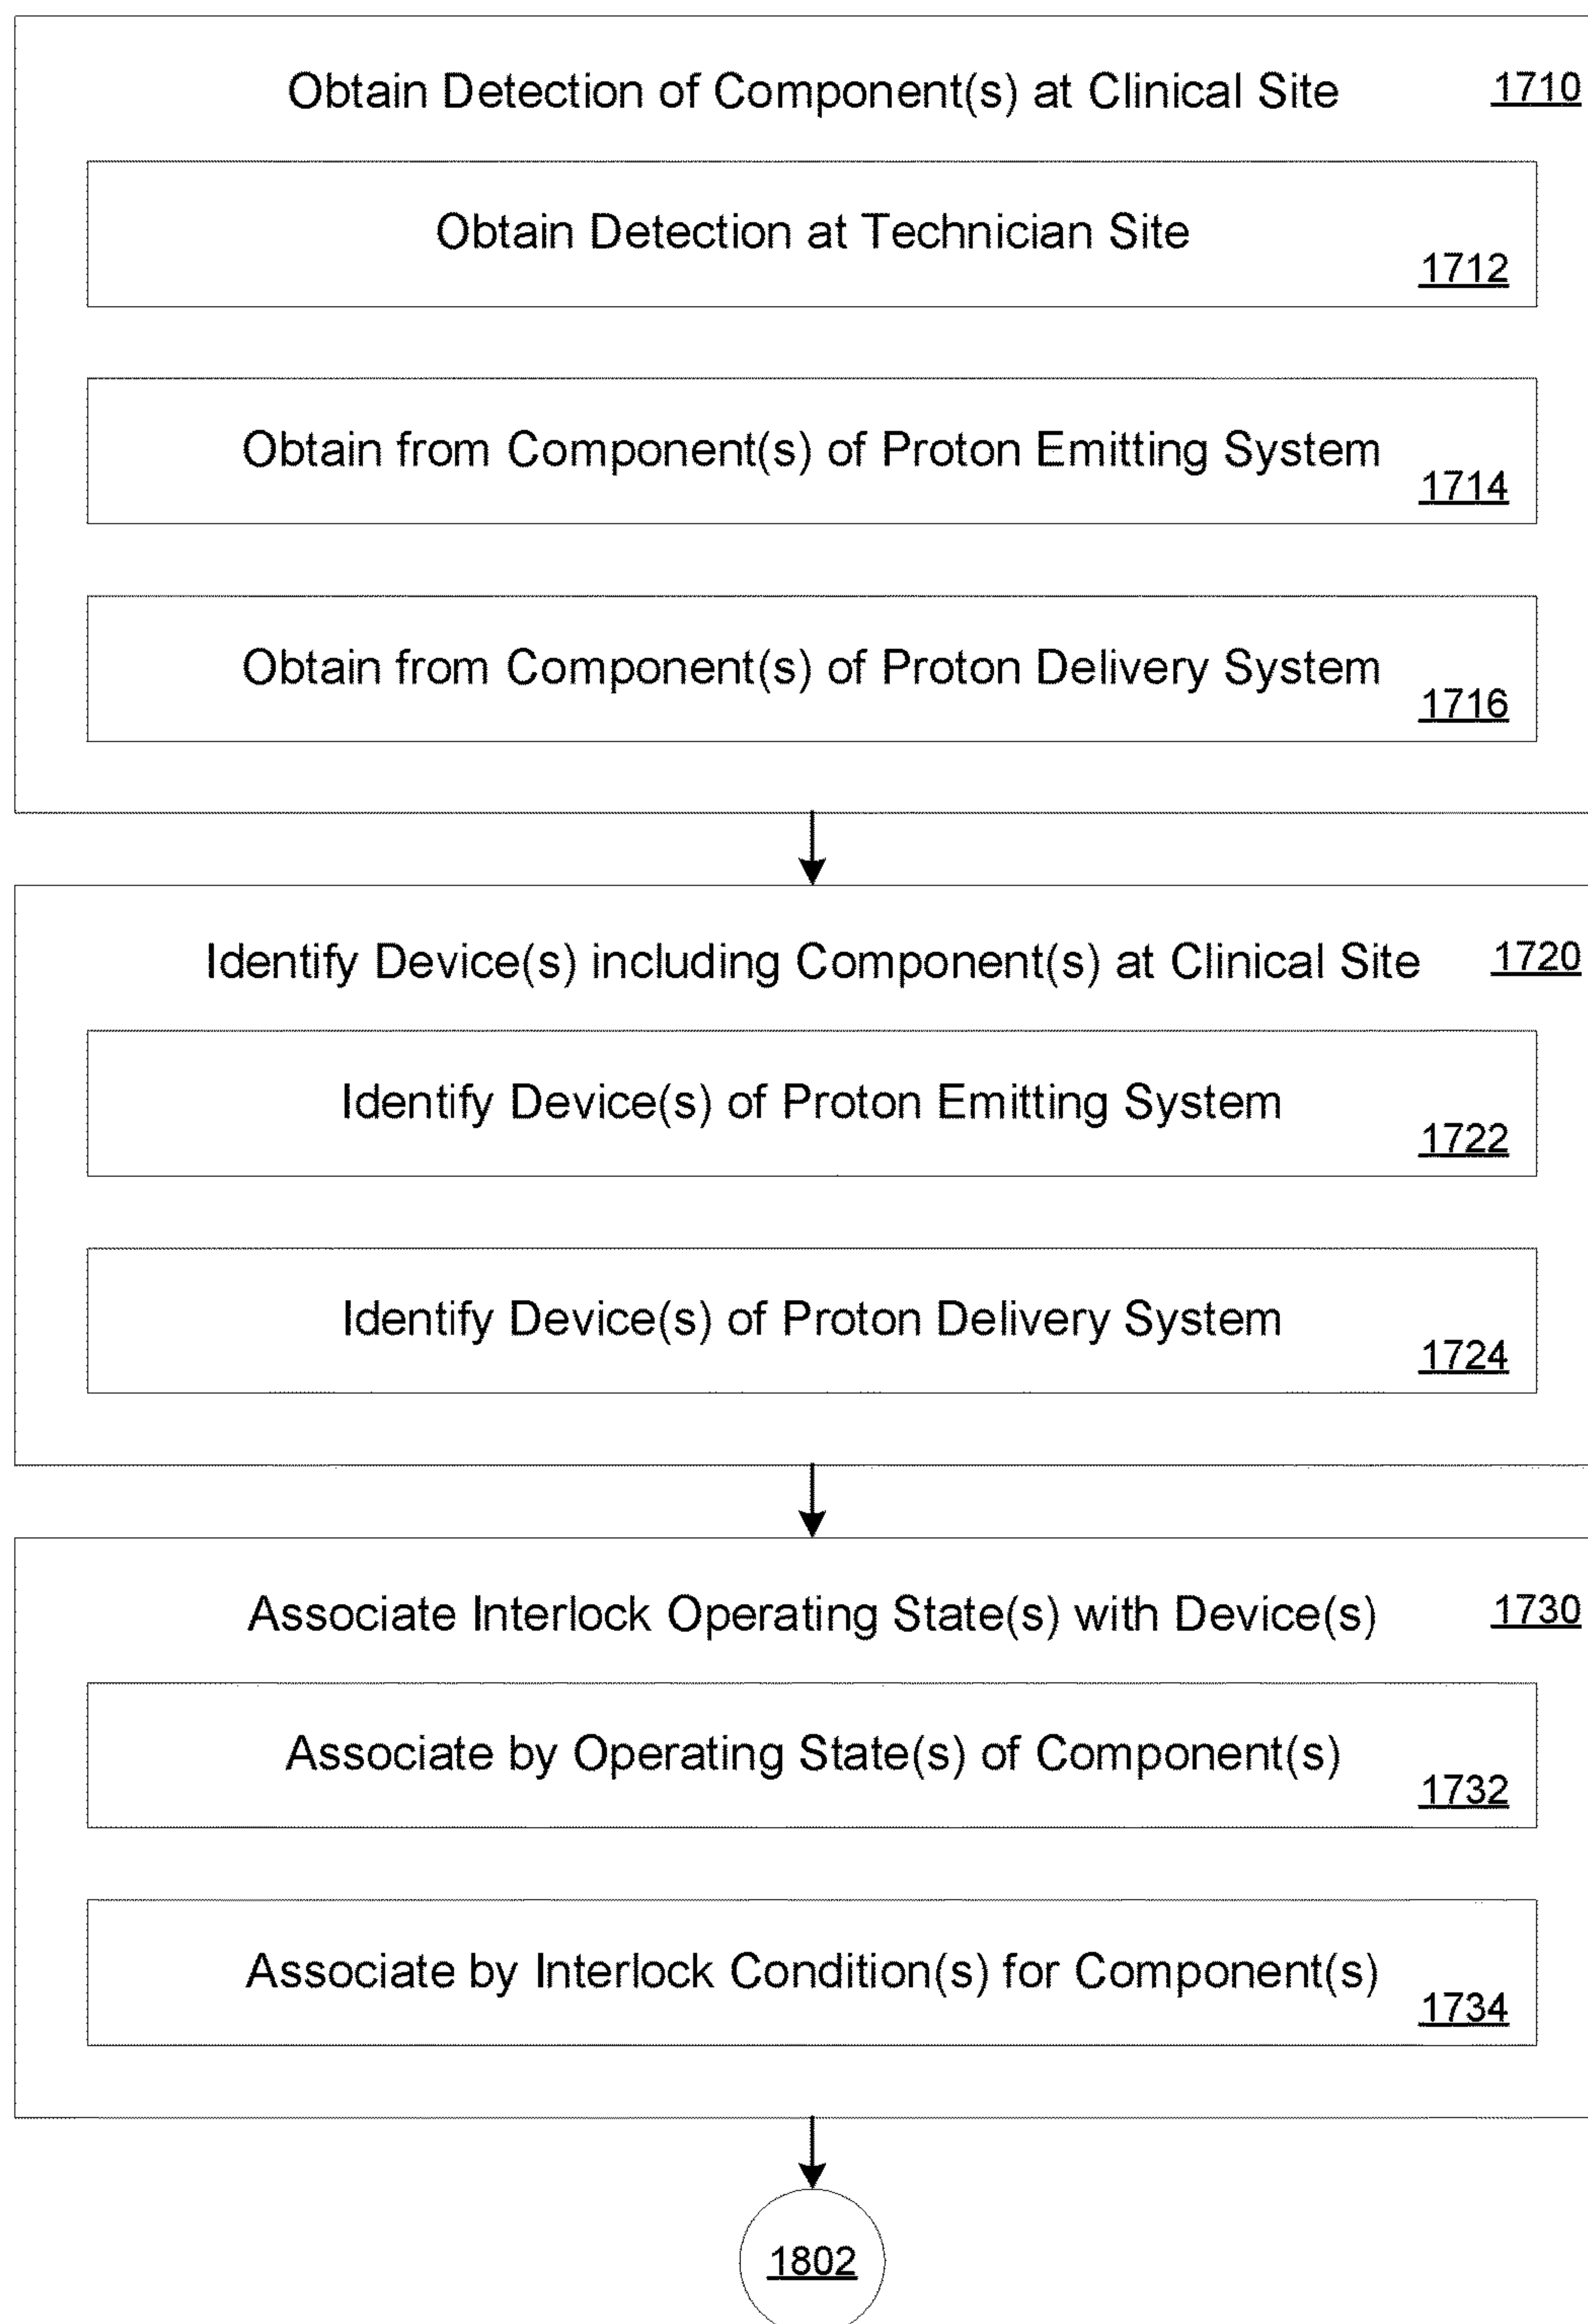 Obtain Detection of Component(s) at Clinical Site 1710
Obtain Detection at Technician Site
1712
Obtain from Component(s) of Proton Emitting System
1714
Obtain from Component(s) of Proton Delivery System
1716
Identify Device(s) including Component(s) at Clinical Site 1720
Identify Device(s) of Proton Emitting System
1722
Identify Device(s) of Proton Delivery System
1724
Associate Interlock Operating State(s) with Device(s) 1730
Associate by Operating State(s) of Component(s)
1732
Associate by Interlock Condition(s) for Component(s)
1734
1802